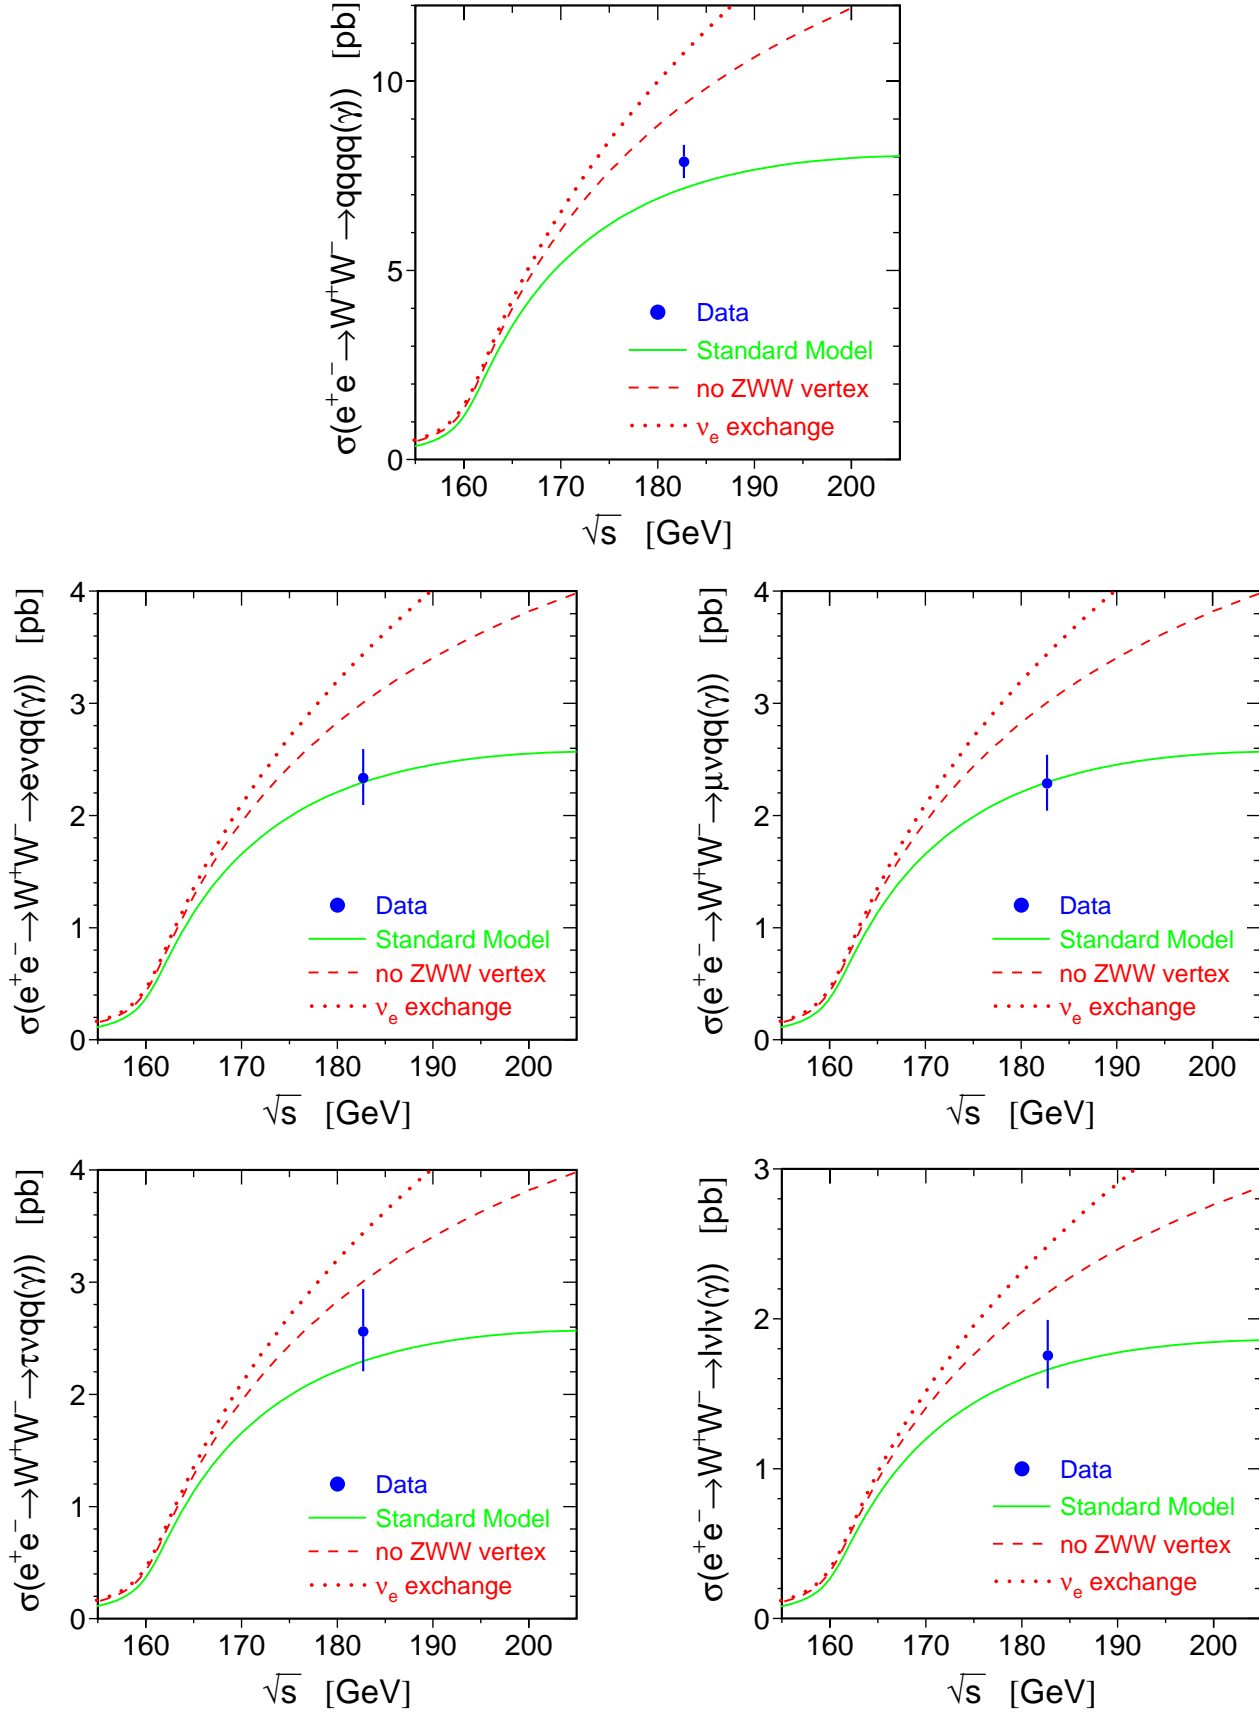 σ(e⁺e⁻→W⁺W⁻→qqqq(γ)) [pb]
10
5
0
Data
Standard Model
no ZWW vertex
νₑ exchange
160 170 180 190 200
√s [GeV]
σ(e⁺e⁻→W⁺W⁻→eνqq(γ)) [pb]
4
3
2
1
0
Data
Standard Model
no ZWW vertex
νₑ exchange
160 170 180 190 200
√s [GeV]
σ(e⁺e⁻→W⁺W⁻→μνqq(γ)) [pb]
4
3
2
1
0
Data
Standard Model
no ZWW vertex
νₑ exchange
160 170 180 190 200
√s [GeV]
σ(e⁺e⁻→W⁺W⁻→τνqq(γ)) [pb]
4
3
2
1
0
Data
Standard Model
no ZWW vertex
νₑ exchange
160 170 180 190 200
√s [GeV]
σ(e⁺e⁻→W⁺W⁻→lνlν(γ)) [pb]
3
2
1
0
Data
Standard Model
no ZWW vertex
νₑ exchange
160 170 180 190 200
√s [GeV]